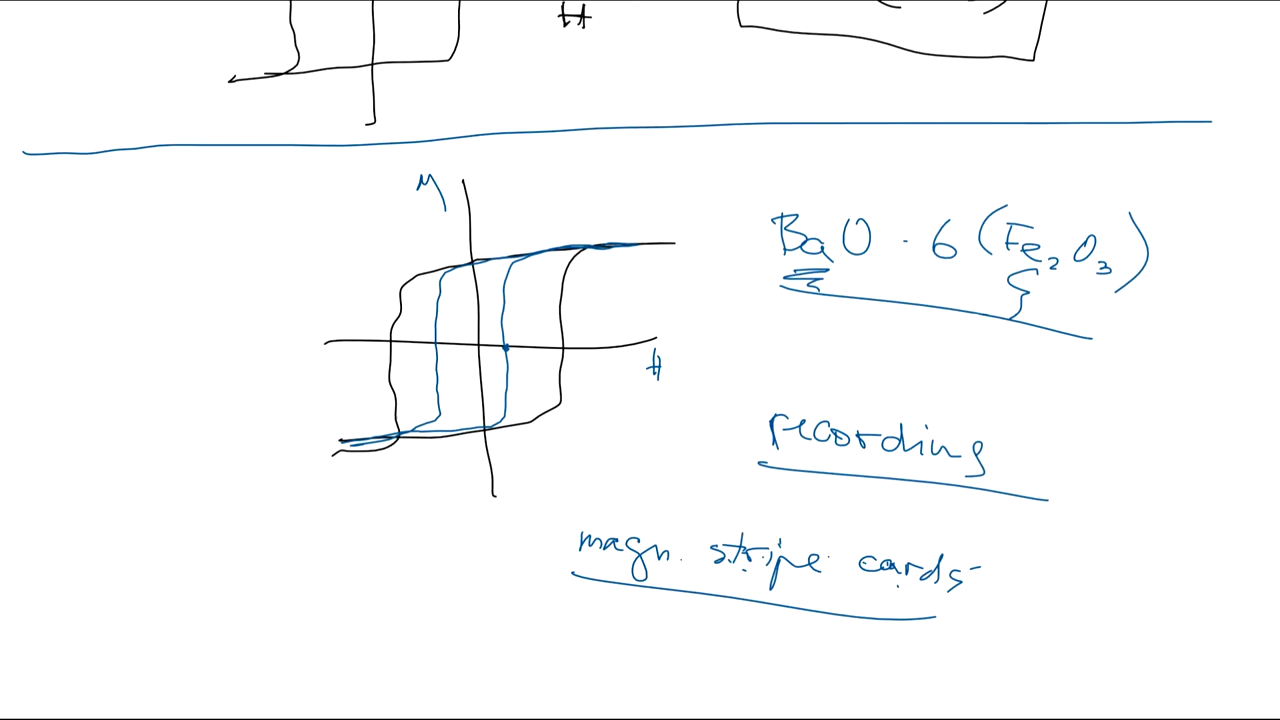 H
M
BaO · 6 (Fe₂O₃)
H
recording
magn. stripe cards